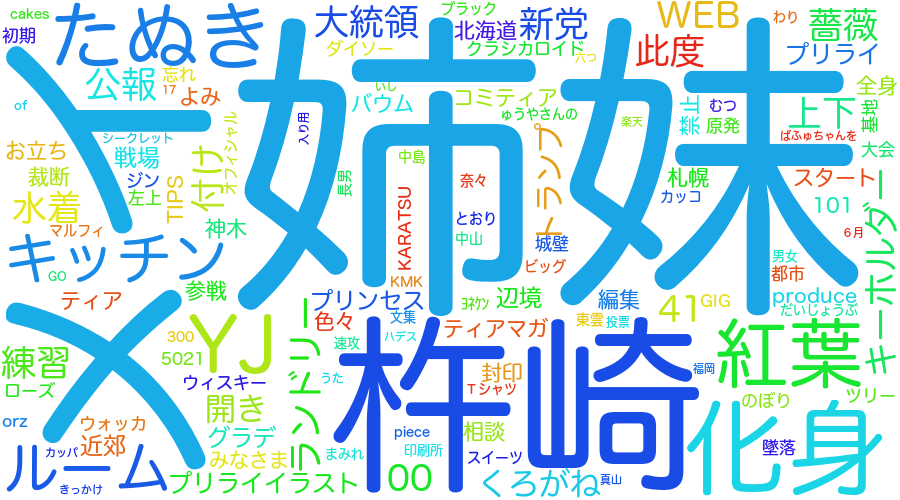 cakes
ブラック
わり
初期
たぬき
大統領
北海道
新党
WEB
薔薇
ダイソー
クラシカロイド
此度
プリライ
六つ
公報
忘れ
17
よみ
いし
バウム
コミティア
全身
of
オフィシャル
入り用
ゅうやさんの
楽天
禁止
むつ
原発
上下
基地
ばふゅちゃんを
シークレット
お立ち
戦場
付け
姉妹
トメ
中島
大会
裁断
ジン
左上
TIPS
長男
奈々
トランプ
札幌
スタート
カッコ
101
水着
マルフィ
神木
KARATSU
とおり
中山
城壁
6月
キーホルダー
キッチン
GO
参戦
KMK
ビッグ
男女
都市
ティア
プリンセス
ﾖﾈｹﾝ
辺境
編集
41
GIG
produce
だいじょうぶ
300
YJ
ランドリー
色々
文集
ティアマガ
東雲
投票
練習
5021
速攻
ハデス
杵崎
紅葉
ローズ
ウィスキー
うた
封印
Tシャツ
福岡
ツリー
のぼり
orz
ウォッカ
開き
piece
相談
化身
近郊
グラデ
カッパ
みなさま
まみれ
印刷所
スイーツ
墜落
ルーム
きっかけ
プリライイラスト
00
くろがね
真山